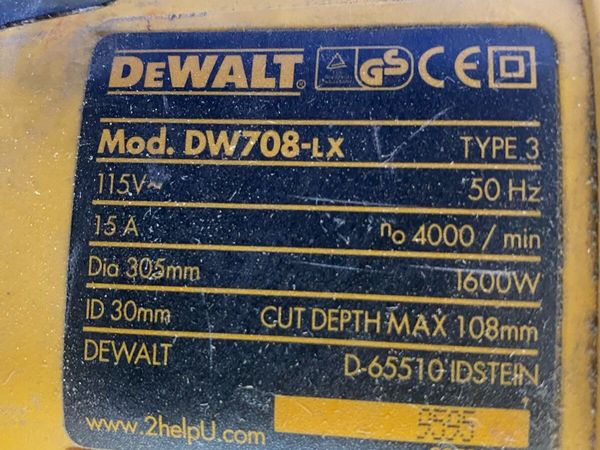 DEWALT® GS CE
Mod. DW708-LX TYPE 3
115V~ 50 Hz
15 A no 4000 / min
Dia 305mm 1600W
ID 30mm CUT DEPTH MAX 108mm
DEWALT D-65510 IDSTEIN
www.2helpU.com